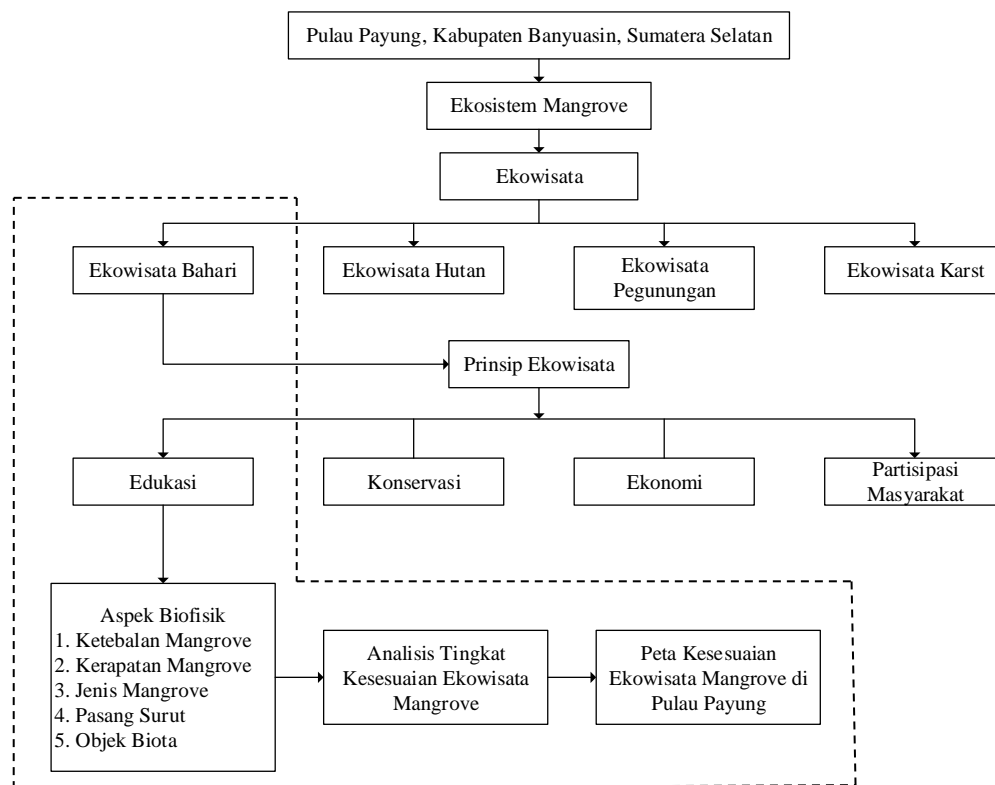 Pulau Payung, Kabupaten Banyuasin, Sumatera Selatan
Ekosistem Mangrove
Ekowisata
Ekowisata Bahari
Ekowisata Hutan
Ekowisata
Pegunungan
Ekowisata Karst
Prinsip Ekowisata
Edukasi
Konservasi
Ekonomi
Partisipasi
Masyarakat
Aspek Biofisik
1. Ketebalan Mangrove
2. Kerapatan Mangrove
3. Jenis Mangrove
4. Pasang Surut
5. Objek Biota
Analisis Tingkat
Kesesuaian Ekowisata
Mangrove
Peta Kesesuaian
Ekowisata Mangrove di
Pulau Payung